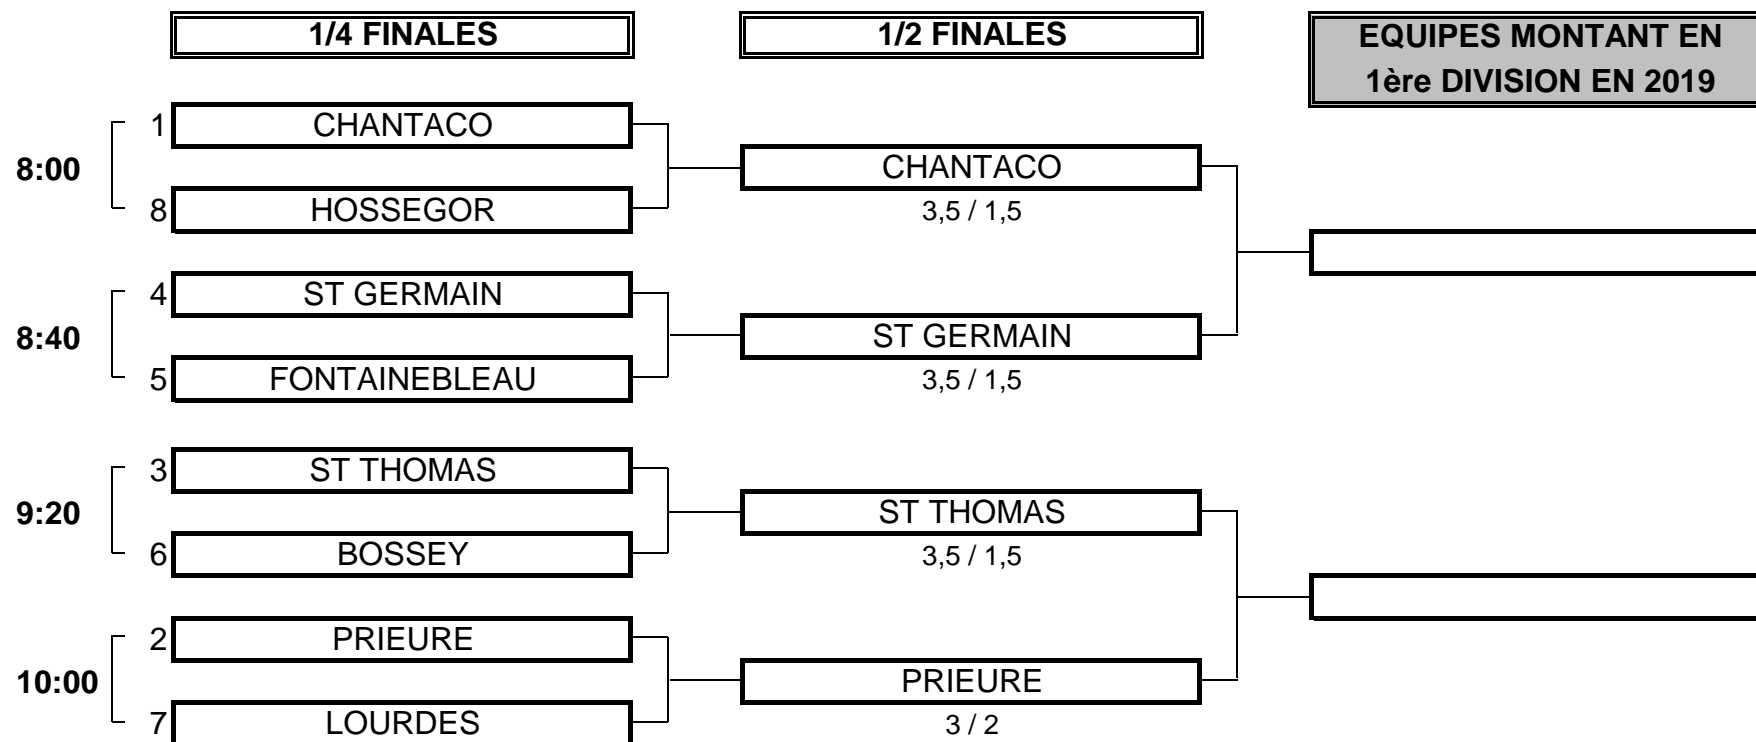 1/4 FINALES
1/2 FINALES
EQUIPES MONTANT EN
1ère DIVISION EN 2019
8:00
1 CHANTACO
8 HOSSEGOR
CHANTACO
3,5 / 1,5
8:40
4 ST GERMAIN
5 FONTAINEBLEAU
ST GERMAIN
3,5 / 1,5
9:20
3 ST THOMAS
6 BOSSEY
ST THOMAS
3,5 / 1,5
10:00
2 PRIEURE
7 LOURDES
PRIEURE
3 / 2